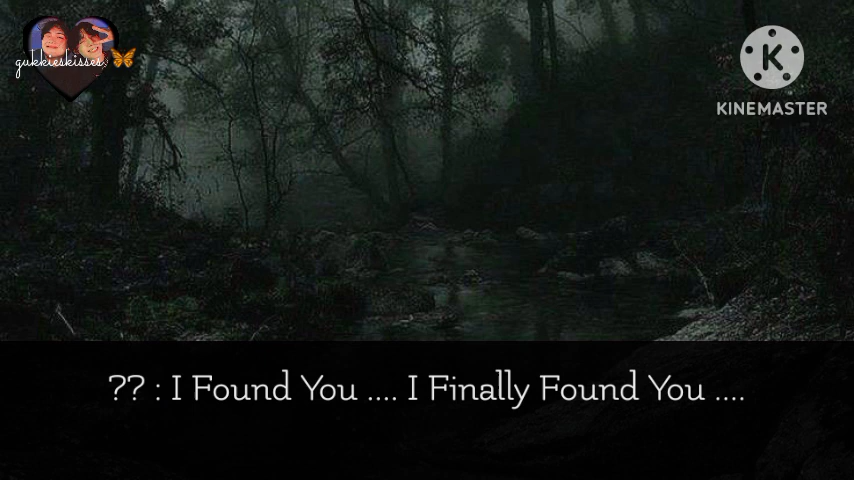 gukkieskisses
KINEMASTER
?? : I Found You .... I Finally Found You ....